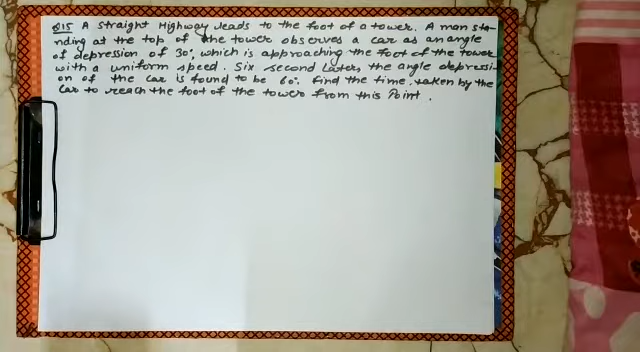 Q15 A straight Highway leads to the foot of a tower. A man sta-
nding at the top of the tower observes a car as an angle
of depression of 30°, which is approaching the foot of the tower
with a uniform speed. Six second later, the angle depressi-
on of the car is found to be 60°. find the time taken by the
Car to reach the foot of the tower from this Point.